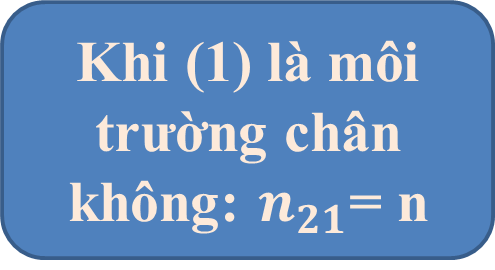 Khi (1) là môi
trường chân
không: 𝒏𝟐𝟏= n